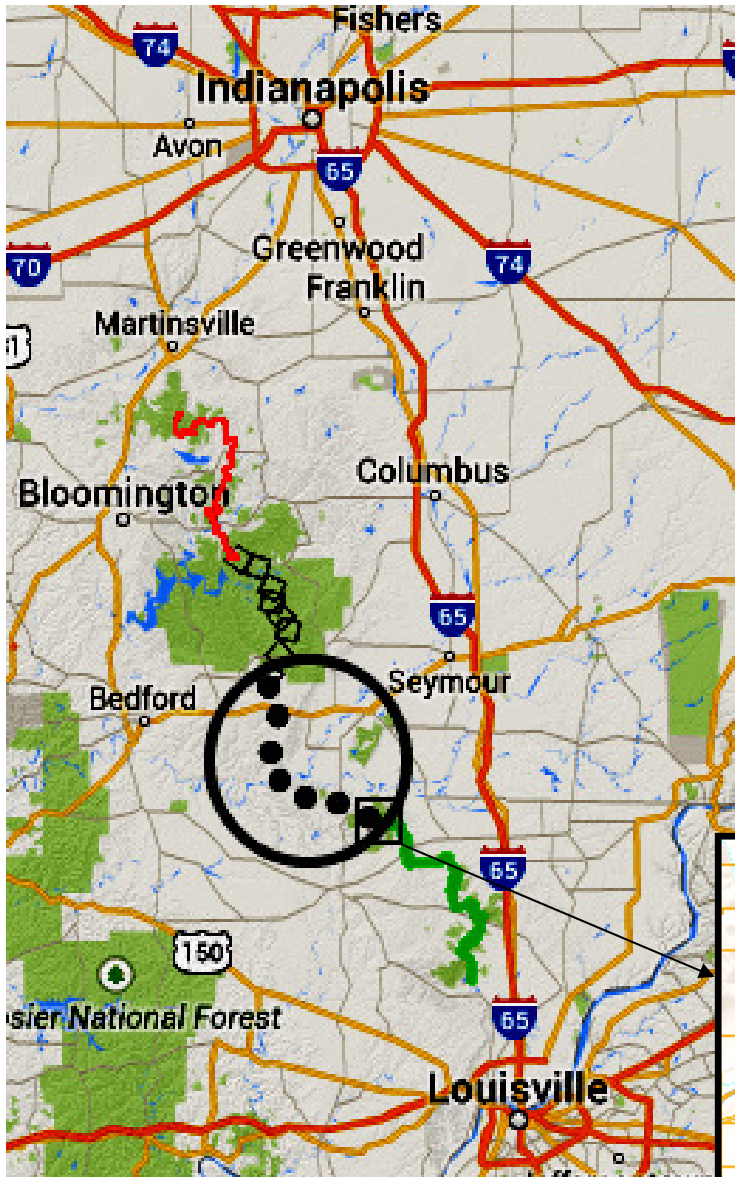 Fishers
74
Indianapolis
Avon
65
Greenwood
70
74
Franklin
Martinsville
Columbus
Bloomington
65
Seymour
Bedford
65
150
sier National Forest
65
Louisville